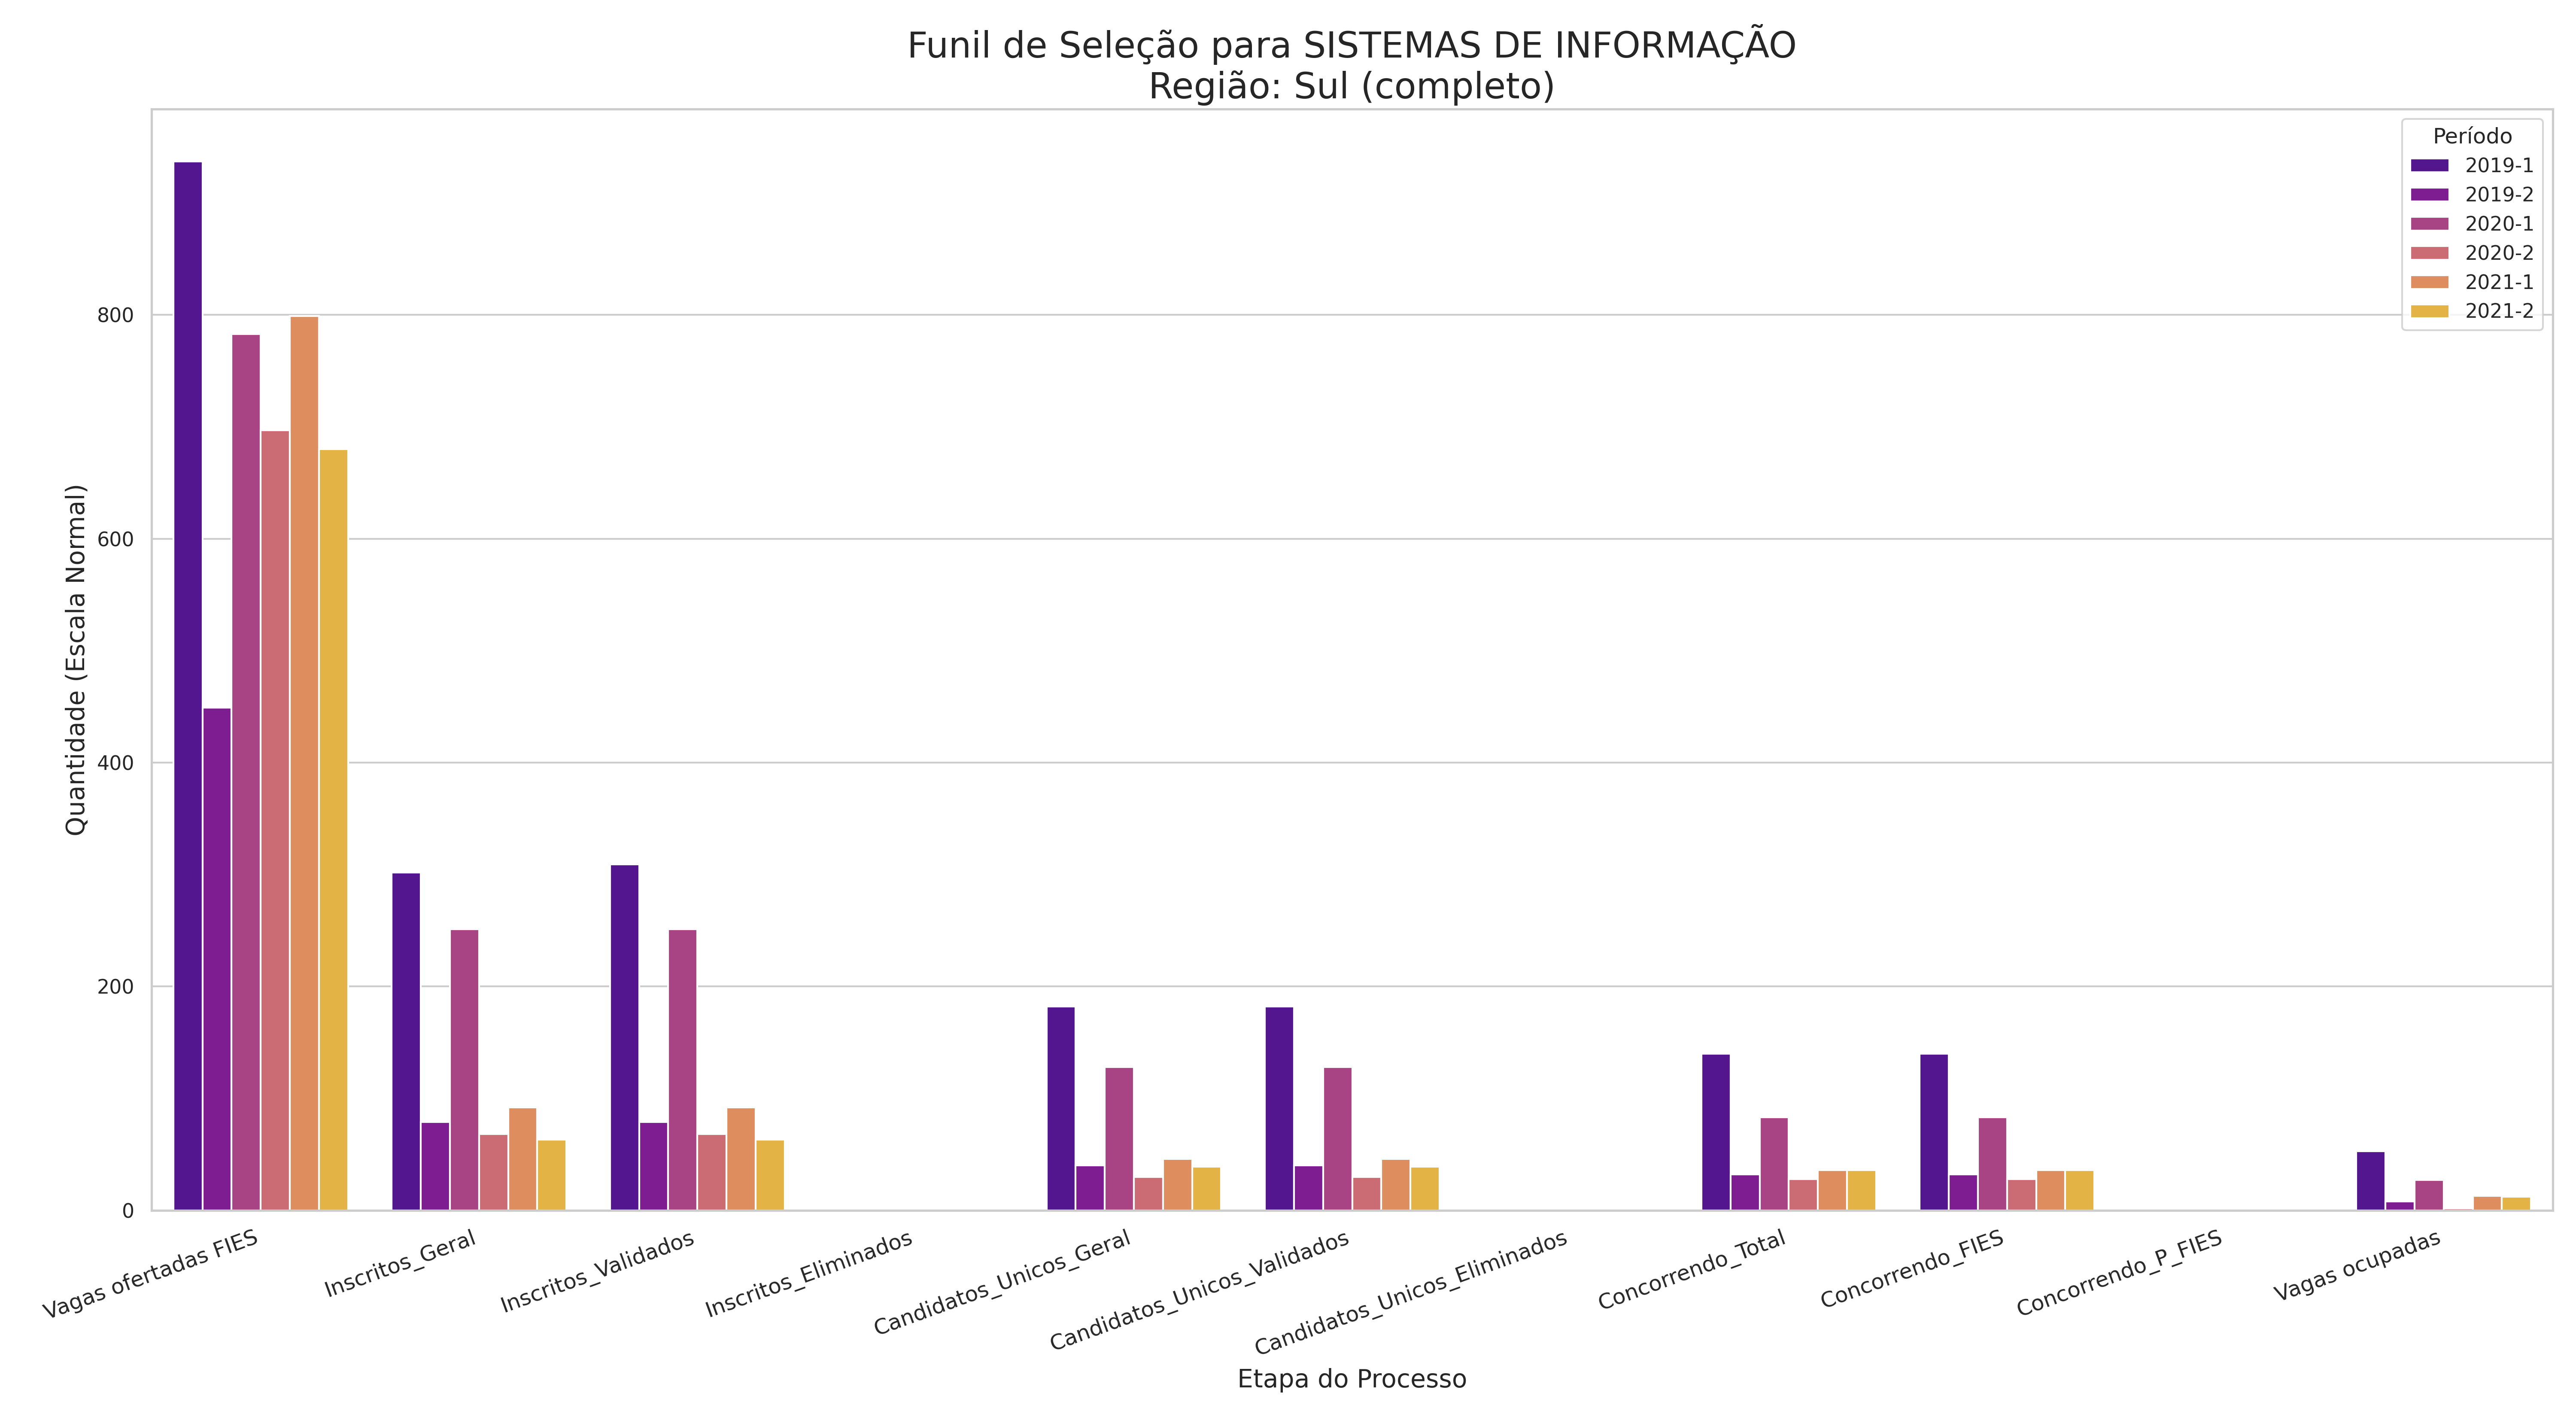 Funil de Seleção para SISTEMAS DE INFORMAÇÃO
Região: Sul (completo)
Período
2019-1
2019-2
2020-1
2020-2
2021-1
2021-2
Quantidade (Escala Normal)
800
600
400
200
0
Vagas ofertadas FIES
Inscritos_Geral
Inscritos_Validados
Inscritos_Eliminados
Candidatos_Unicos_Geral
Candidatos_Unicos_Validados
Candidatos_Unicos_Eliminados
Concorrendo_Total
Concorrendo_FIES
Concorrendo_P_FIES
Vagas ocupadas
Etapa do Processo